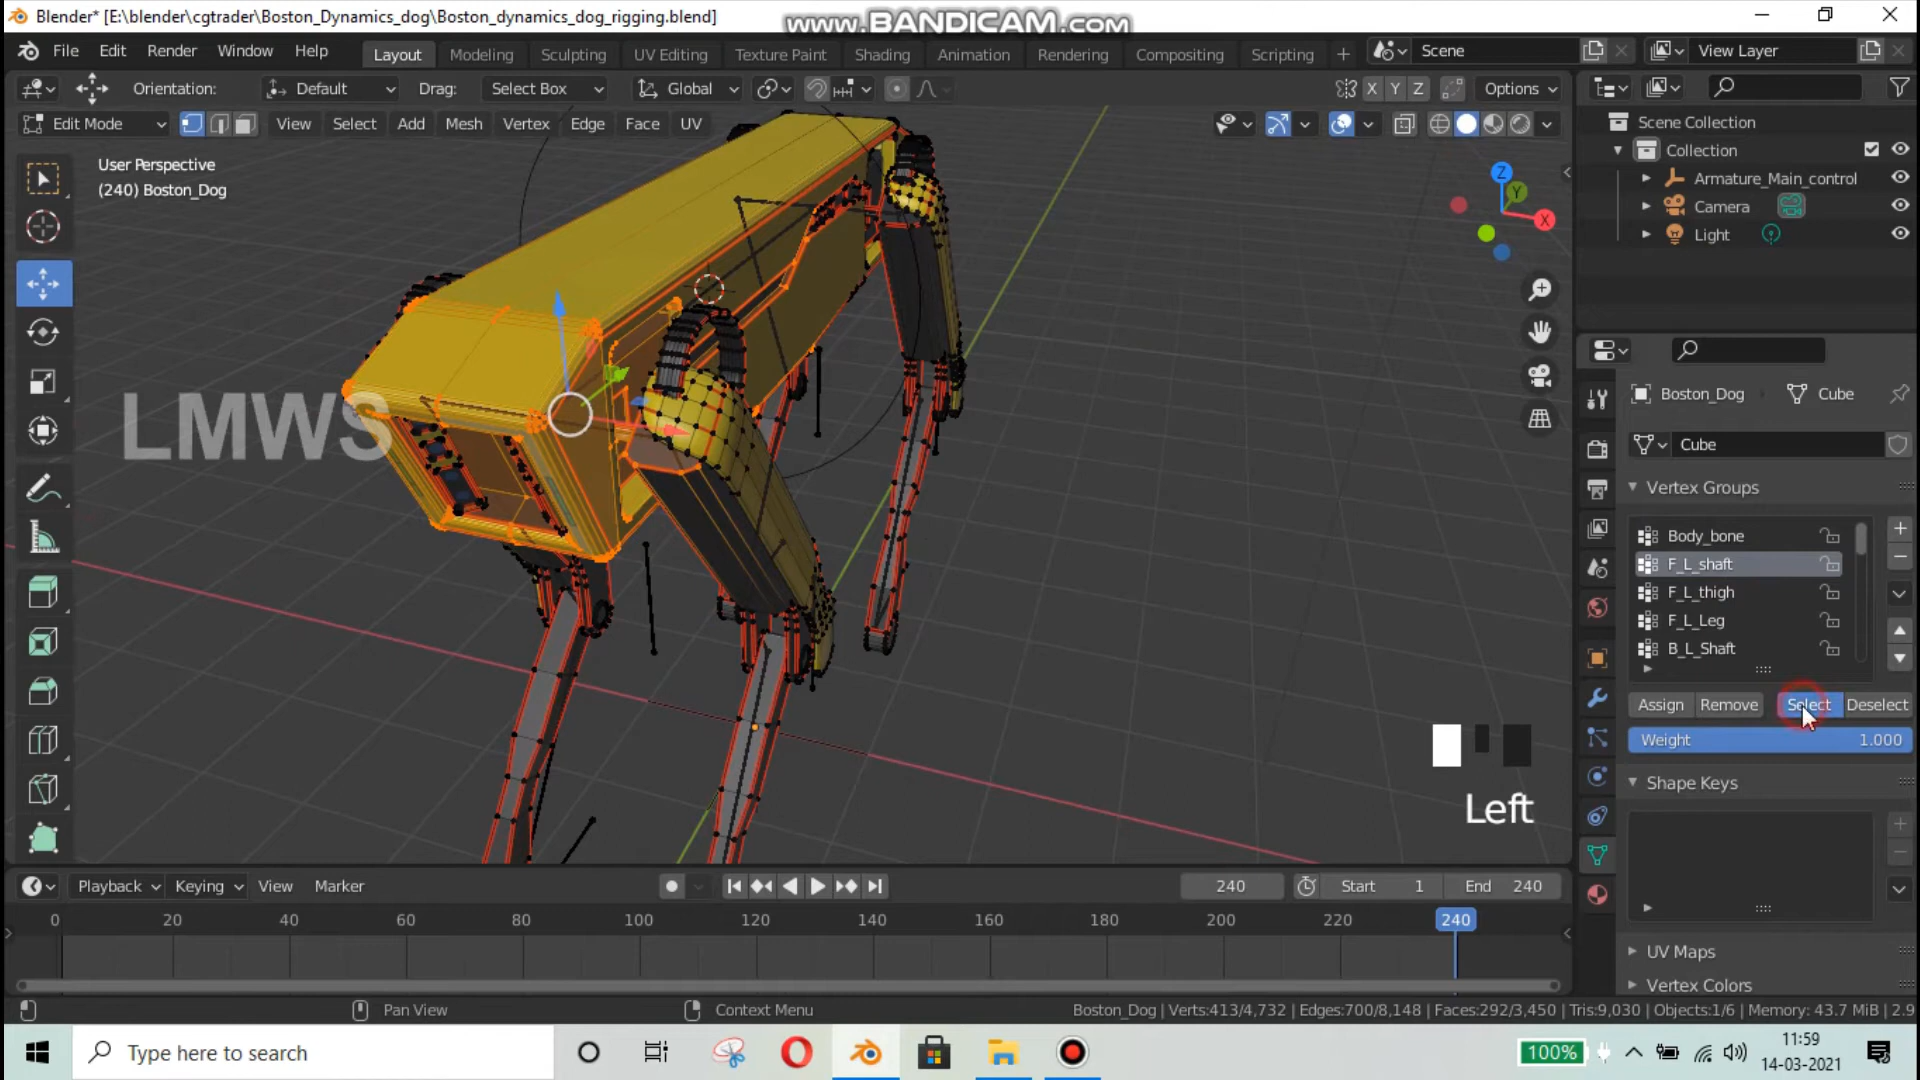 Blender* [E:\blender\cgtrader\Boston_Dynamics_dog\Boston_dynamics_dog_rigging.blend]
www.BANDICAM.com
File Edit Render Window Help
Layout Modeling Sculpting UV Editing Texture Paint Shading Animation Rendering Compositing Scripting +
Scene
View Layer
Orientation: Default Drag: Select Box Global X Y Z Options
Edit Mode View Select Add Mesh Vertex Edge Face UV
User Perspective
(240) Boston_Dog
Z
Y
X
LMWS
Left
Scene Collection
Collection
Armature_Main_control
Camera
Light
Boston_Dog Cube
Cube
Vertex Groups
Body_bone
F_L_shaft
F_L_thigh
F_L_Leg
B_L_Shaft
Assign Remove Select Deselect
Weight 1.000
Shape Keys
UV Maps
Vertex Colors
Playback Keying View Marker 240 Start 1 End 240
0 20 40 60 80 100 120 140 160 180 200 220 240
Pan View Context Menu Boston_Dog | Verts:413/4,732 | Edges:700/8,148 | Faces:292/3,450 | Tris:9,030 | Objects:1/6 | Memory: 43.7 MiB | 2.9
Type here to search
100%
11:59
14-03-2021